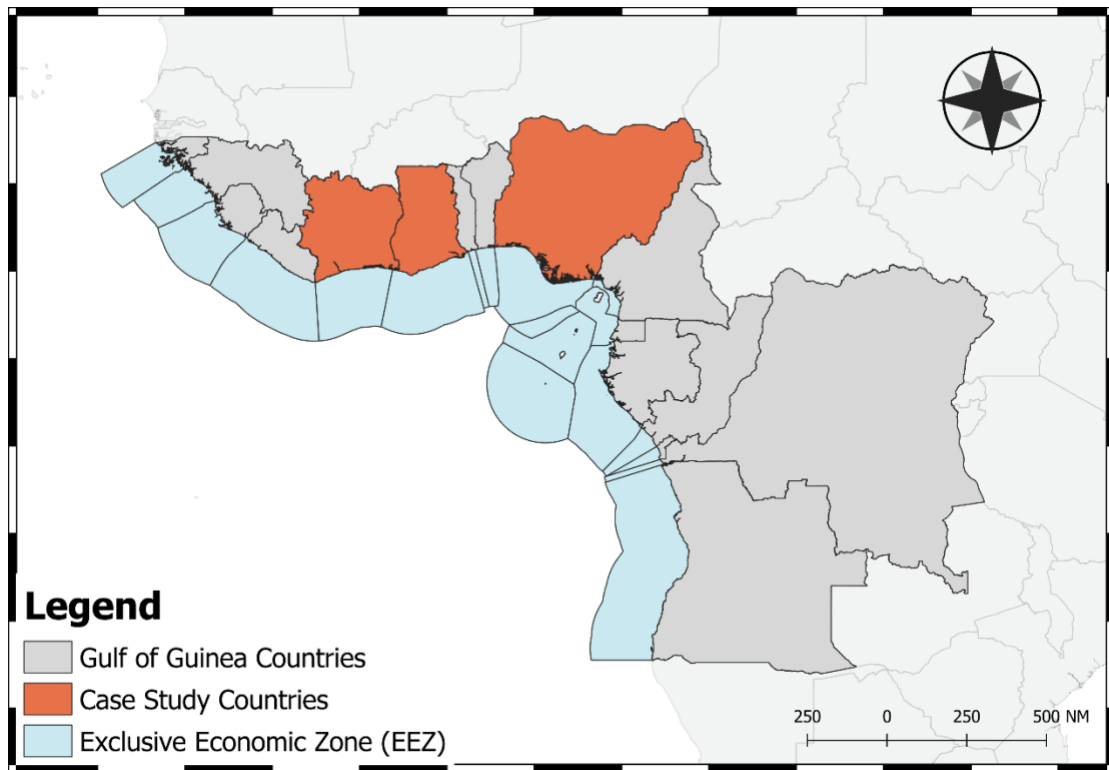 Legend
Gulf of Guinea Countries
Case Study Countries
Exclusive Economic Zone (EEZ)
250 0 250 500 NM